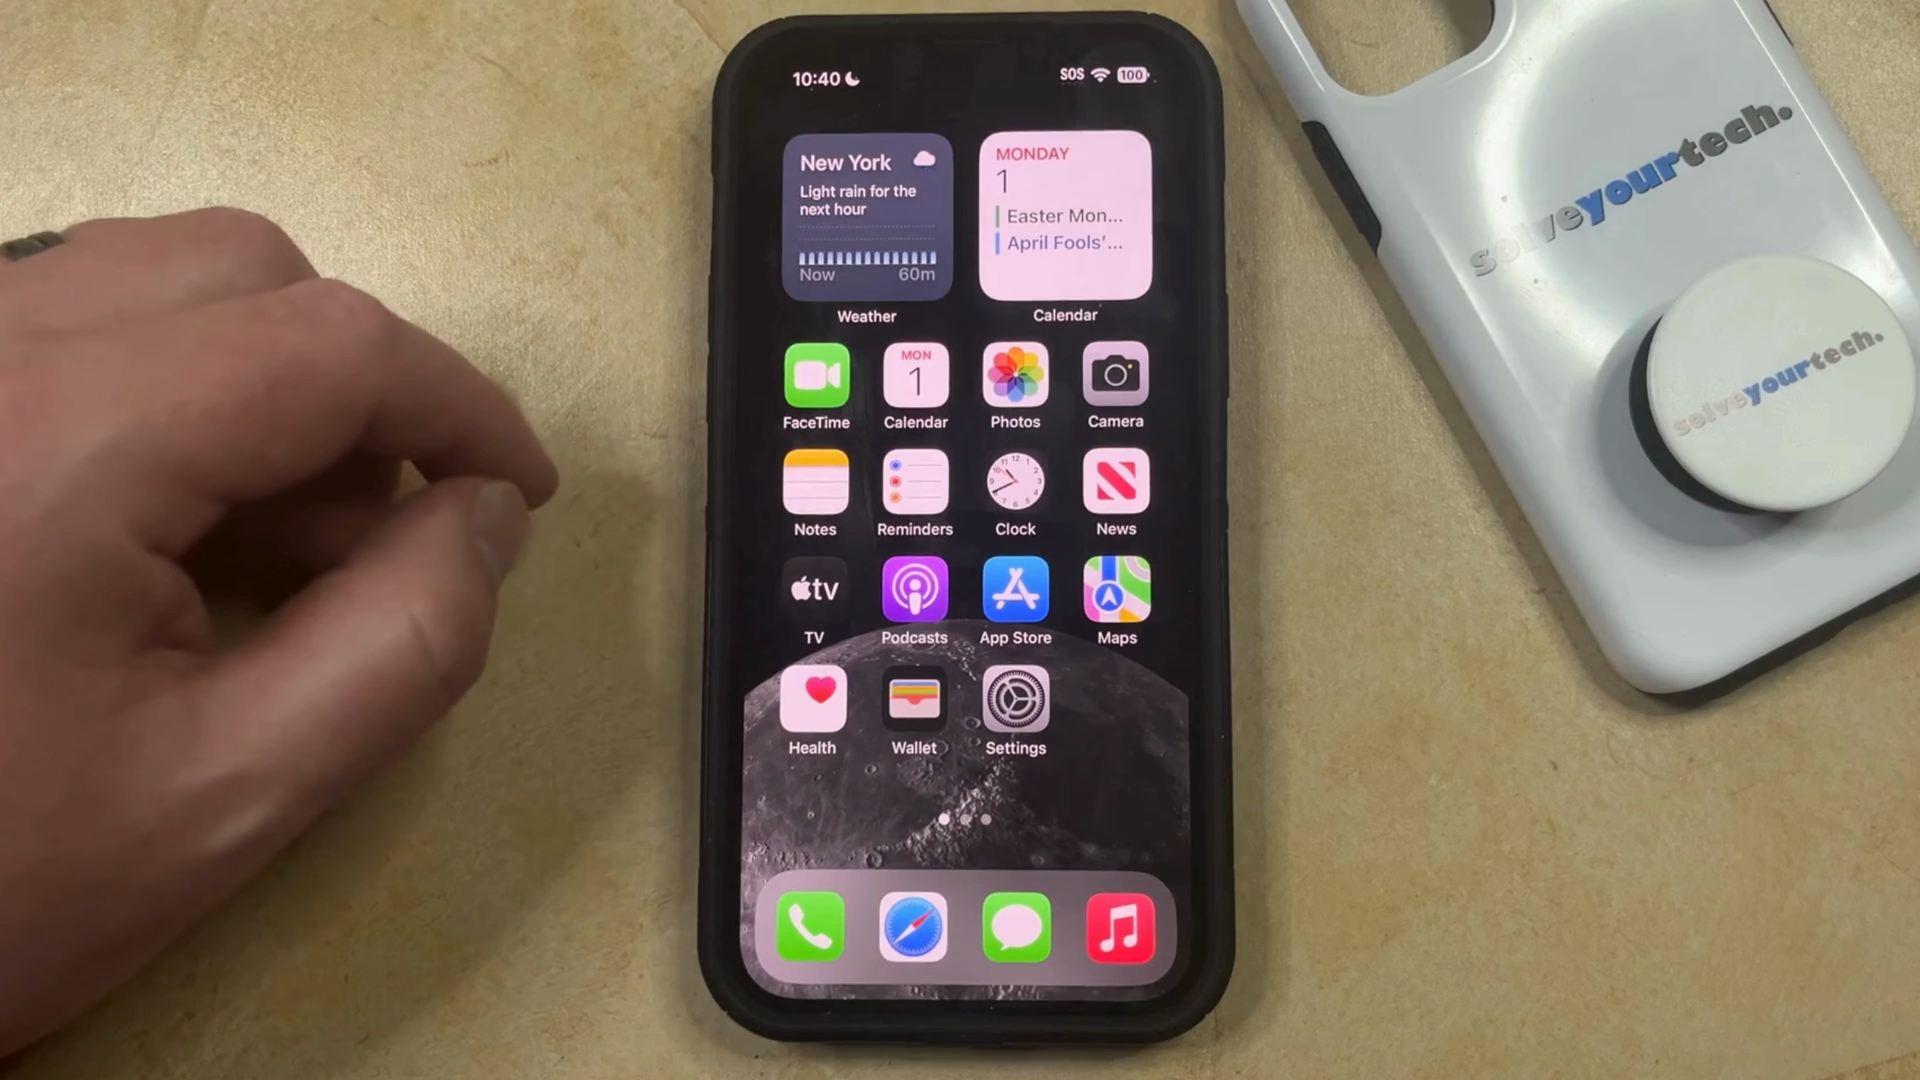 10:40
SOS
100
New York
Light rain for the
next hour
Now 60m
Weather
MONDAY
1
Easter Mon...
April Fools'...
Calendar
FaceTime
MON
1
Calendar
Photos
Camera
Notes
Reminders
Clock
News
tv
TV
Podcasts
App Store
Maps
Health
Wallet
Settings
solveyourtech.
solveyourtech.